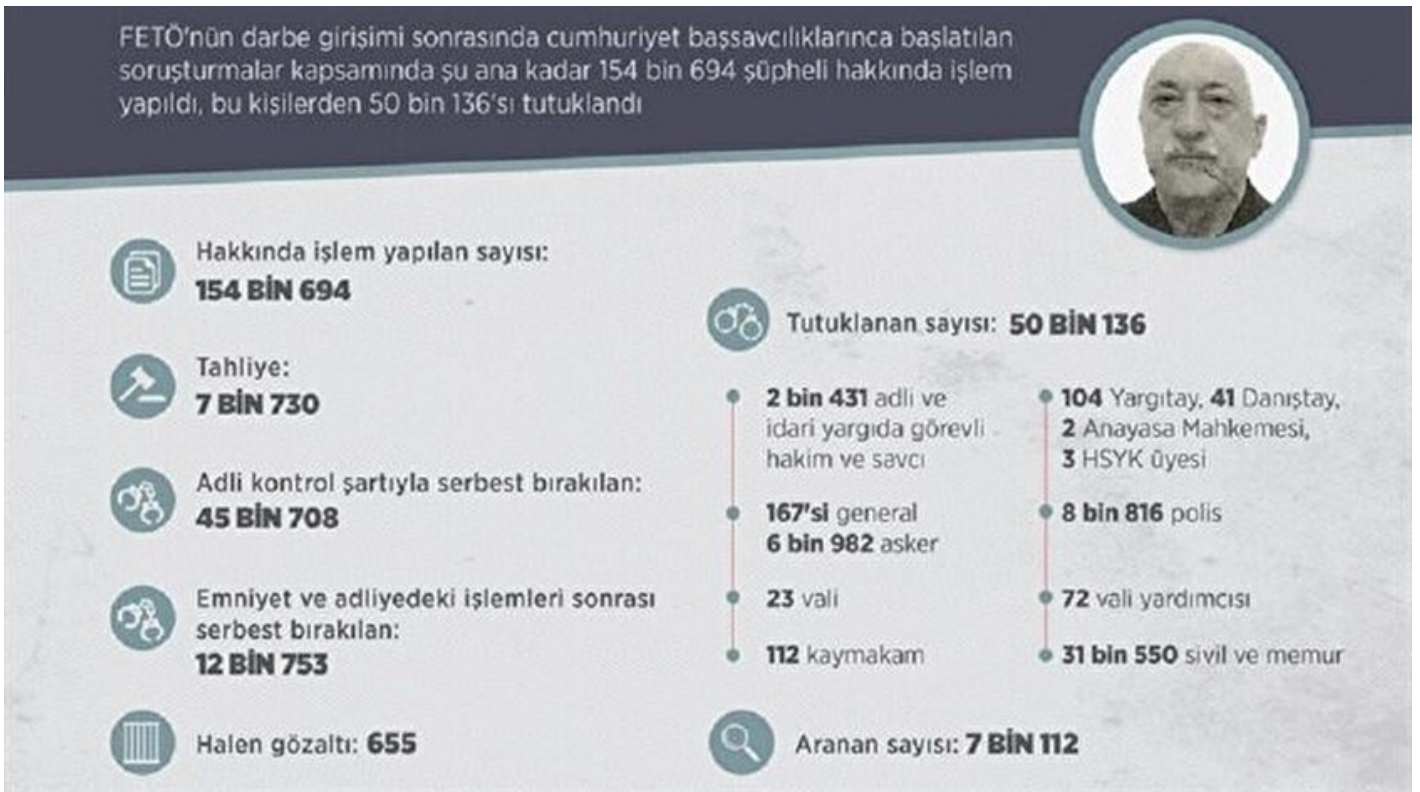 FETÖ'nün darbe girişimi sonrasında cumhuriyet başsavcılıklarınca başlatılan
soruşturmalar kapsamında şu ana kadar 154 bin 694 şüpheli hakkında işlem
yapıldı, bu kişilerden 50 bin 136'sı tutuklandı
Hakkında işlem yapılan sayısı:
154 BİN 694
Tahliye:
7 BİN 730
Adli kontrol şartıyla serbest bırakılan:
45 BİN 708
Emniyet ve adliyedeki işlemleri sonrası
serbest bırakılan:
12 BİN 753
Halen gözaltı: 655
Tutuklanan sayısı: 50 BİN 136
2 bin 431 adli ve
idari yargıda görevli
hakim ve savcı
167'si general
6 bin 982 asker
23 vali
112 kaymakam
104 Yargıtay, 41 Danıştay,
2 Anayasa Mahkemesi,
3 HSYK üyesi
8 bin 816 polis
72 vali yardımcısı
31 bin 550 sivil ve memur
Aranan sayısı: 7 BİN 112